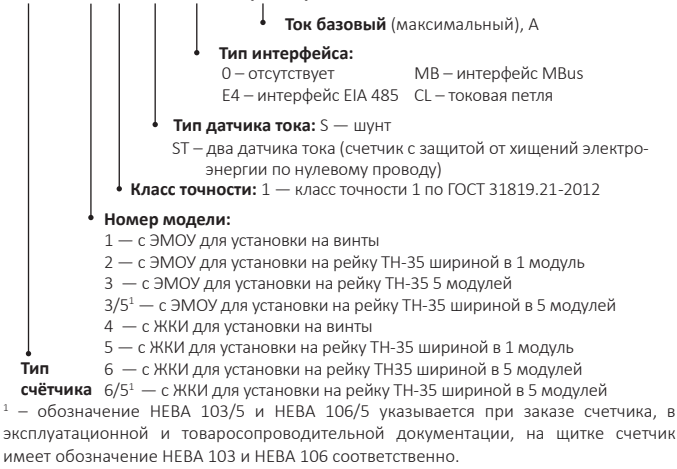 Ток базовый (максимальный), А
Тип интерфейса:
0 – отсутствует MB – интерфейс MBus
E4 – интерфейс EIA 485 CL – токовая петля
Тип датчика тока: S — шунт
ST – два датчика тока (счетчик с защитой от хищений электро-
энергии по нулевому проводу)
Класс точности: 1 — класс точности 1 по ГОСТ 31819.21-2012
Номер модели:
1 — с ЭМОУ для установки на винты
2 — с ЭМОУ для установки на рейку ТН-35 шириной в 1 модуль
3 — с ЭМОУ для установки на рейку ТН-35 5 модулей
3/5¹ — с ЭМОУ для установки на рейку ТН-35 шириной в 5 модулей
4 — с ЖКИ для установки на винты
5 — с ЖКИ для установки на рейку ТН-35 шириной в 1 модуль
Тип 6 — с ЖКИ для установки на рейку ТН35 шириной в 5 модулей
счётчика 6/5¹ — с ЖКИ для установки на рейку ТН-35 шириной в 5 модулей
¹ – обозначение НЕВА 103/5 и НЕВА 106/5 указывается при заказе счетчика, в
эксплуатационной и товаросопроводительной документации, на щитке счетчик
имеет обозначение НЕВА 103 и НЕВА 106 соответственно.